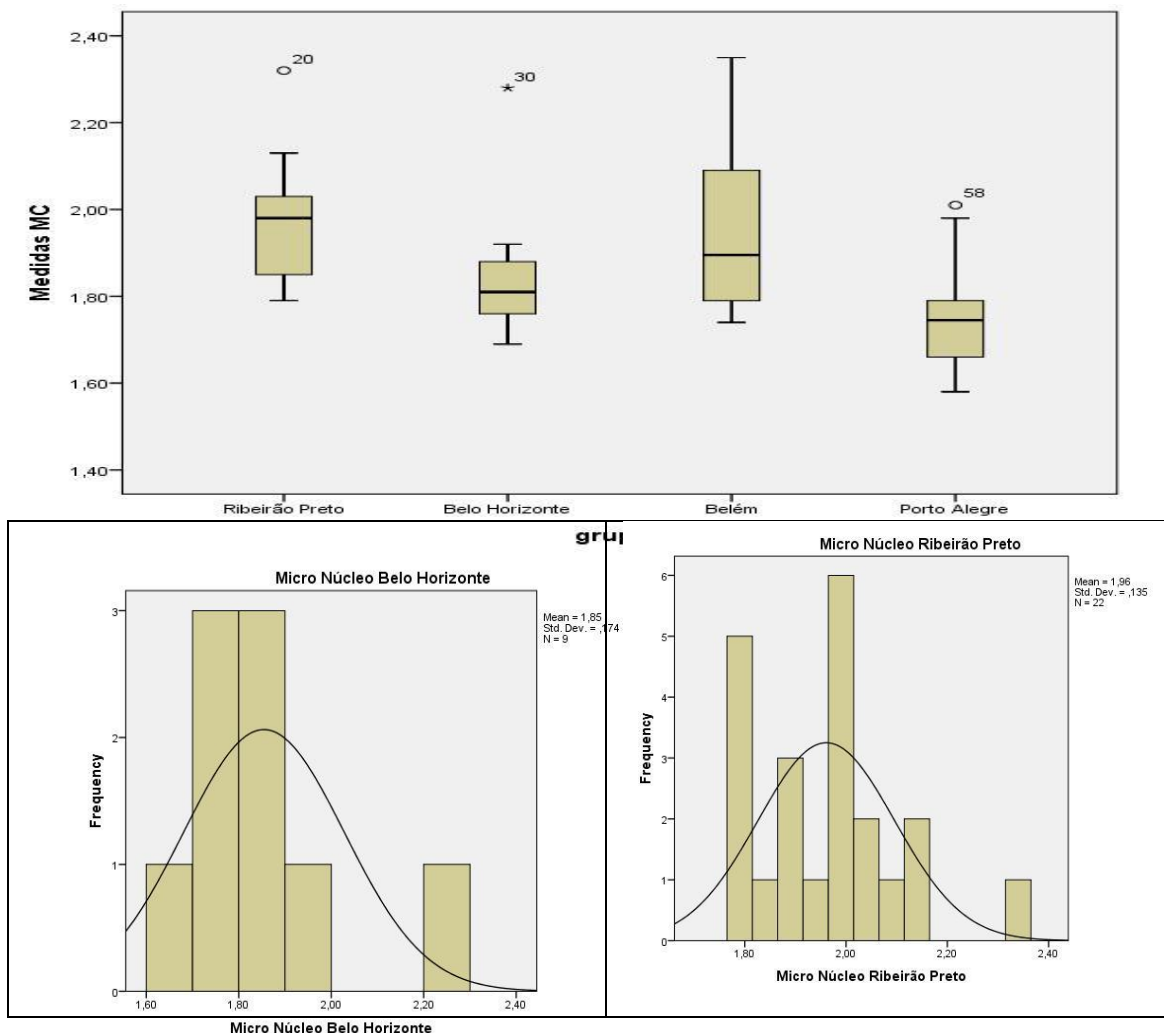 2,40
20
30
2,20
2,00
58
1,80
1,60
1,40
Medidas MC
Ribeirão Preto
Belo Horizonte
Belém
Porto Alegre
Micro Núcleo Belo Horizonte
Mean = 1,85
Std. Dev. = ,174
N = 9
3
2
1
0
Frequency
1,60
1,80
2,00
2,20
2,40
Micro Núcleo Belo Horizonte
Micro Núcleo Ribeirão Preto
Mean = 1,96
Std. Dev. = ,135
N = 22
6
5
4
3
2
1
0
Frequency
1,80
2,00
2,20
2,40
Micro Núcleo Ribeirão Preto